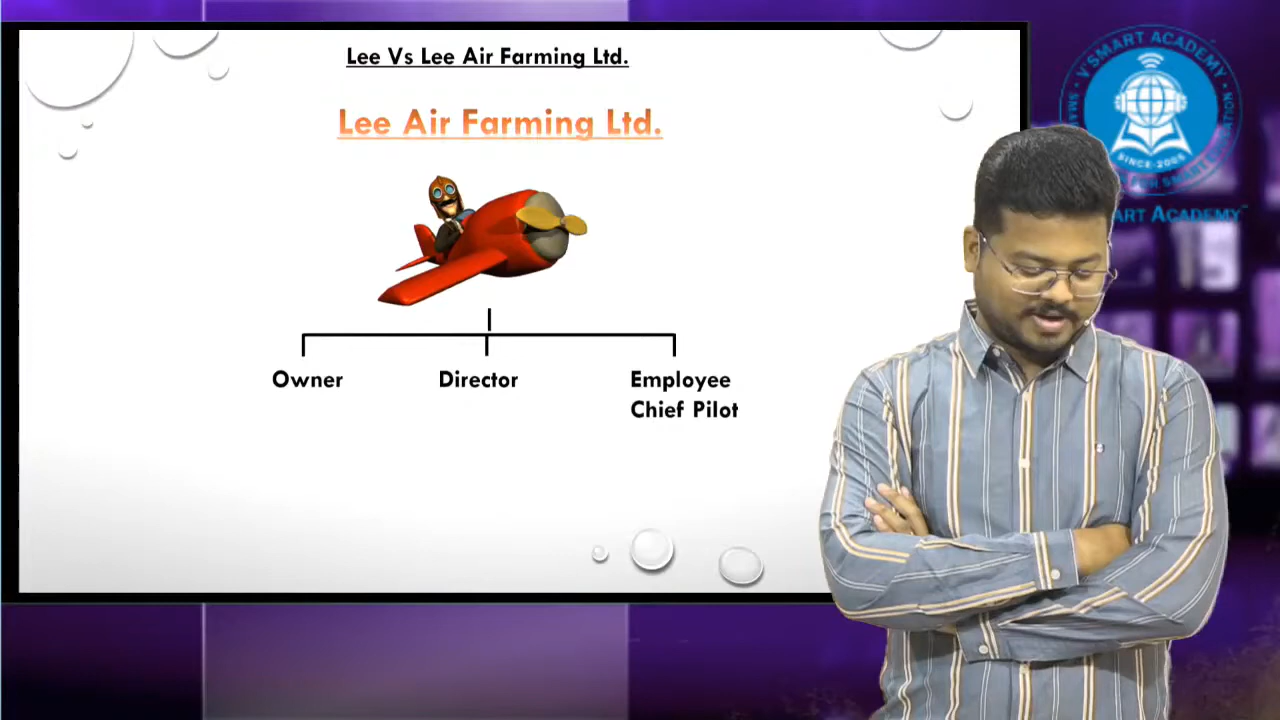 Lee Vs Lee Air Farming Ltd.
Lee Air Farming Ltd.
Owner
Director
Employee
Chief Pilot
V'SMART ACADEMY
SINCE-2006
ART ACADEMY